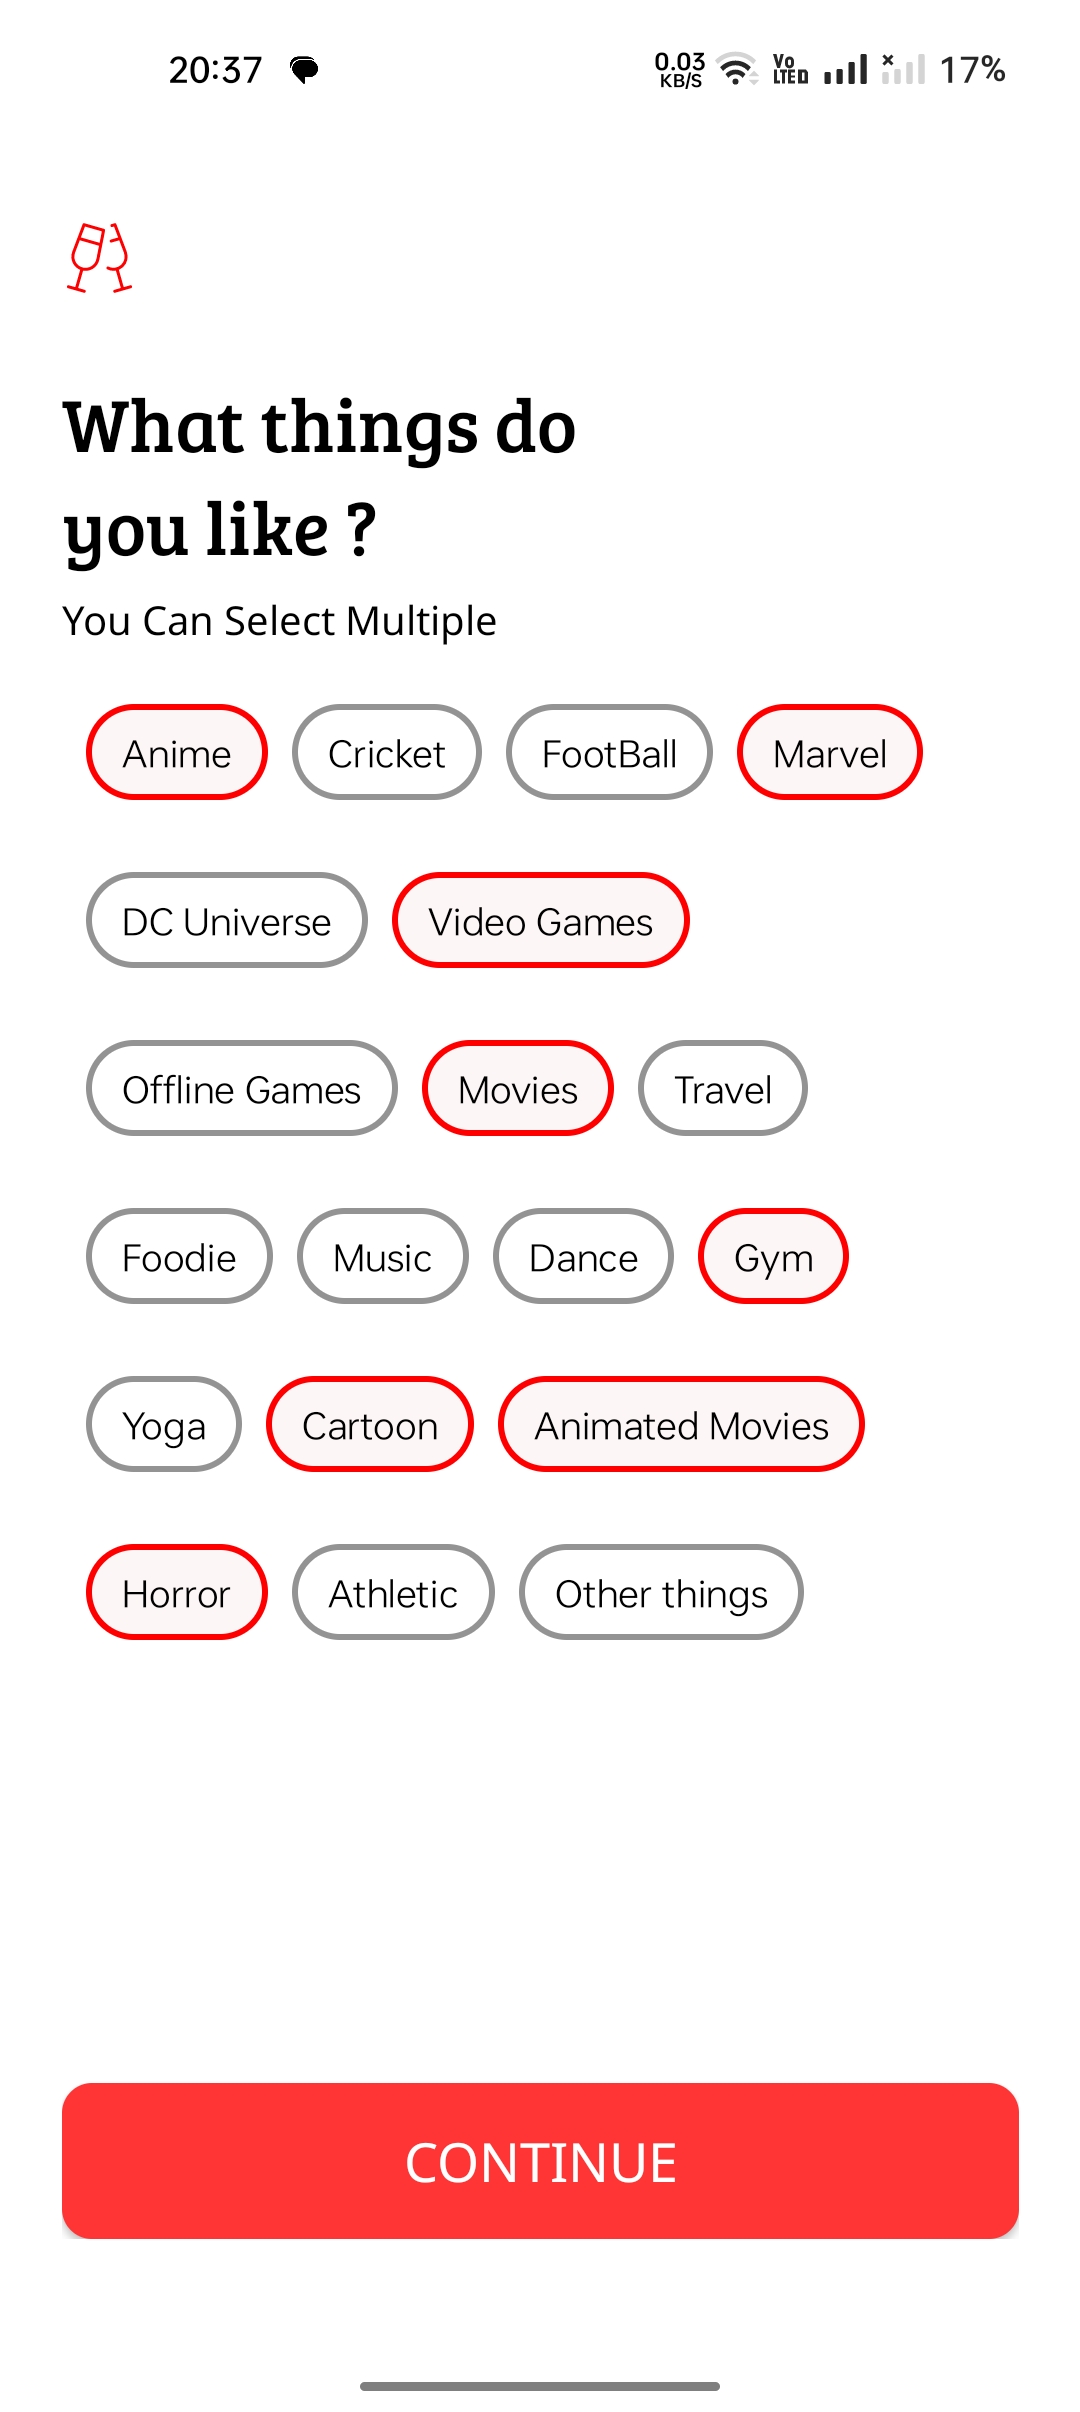 20:37 0.03 KB/S Vo LTED 17%
What things do
you like ?
You Can Select Multiple
Anime Cricket FootBall Marvel
DC Universe Video Games
Offline Games Movies Travel
Foodie Music Dance Gym
Yoga Cartoon Animated Movies
Horror Athletic Other things
CONTINUE